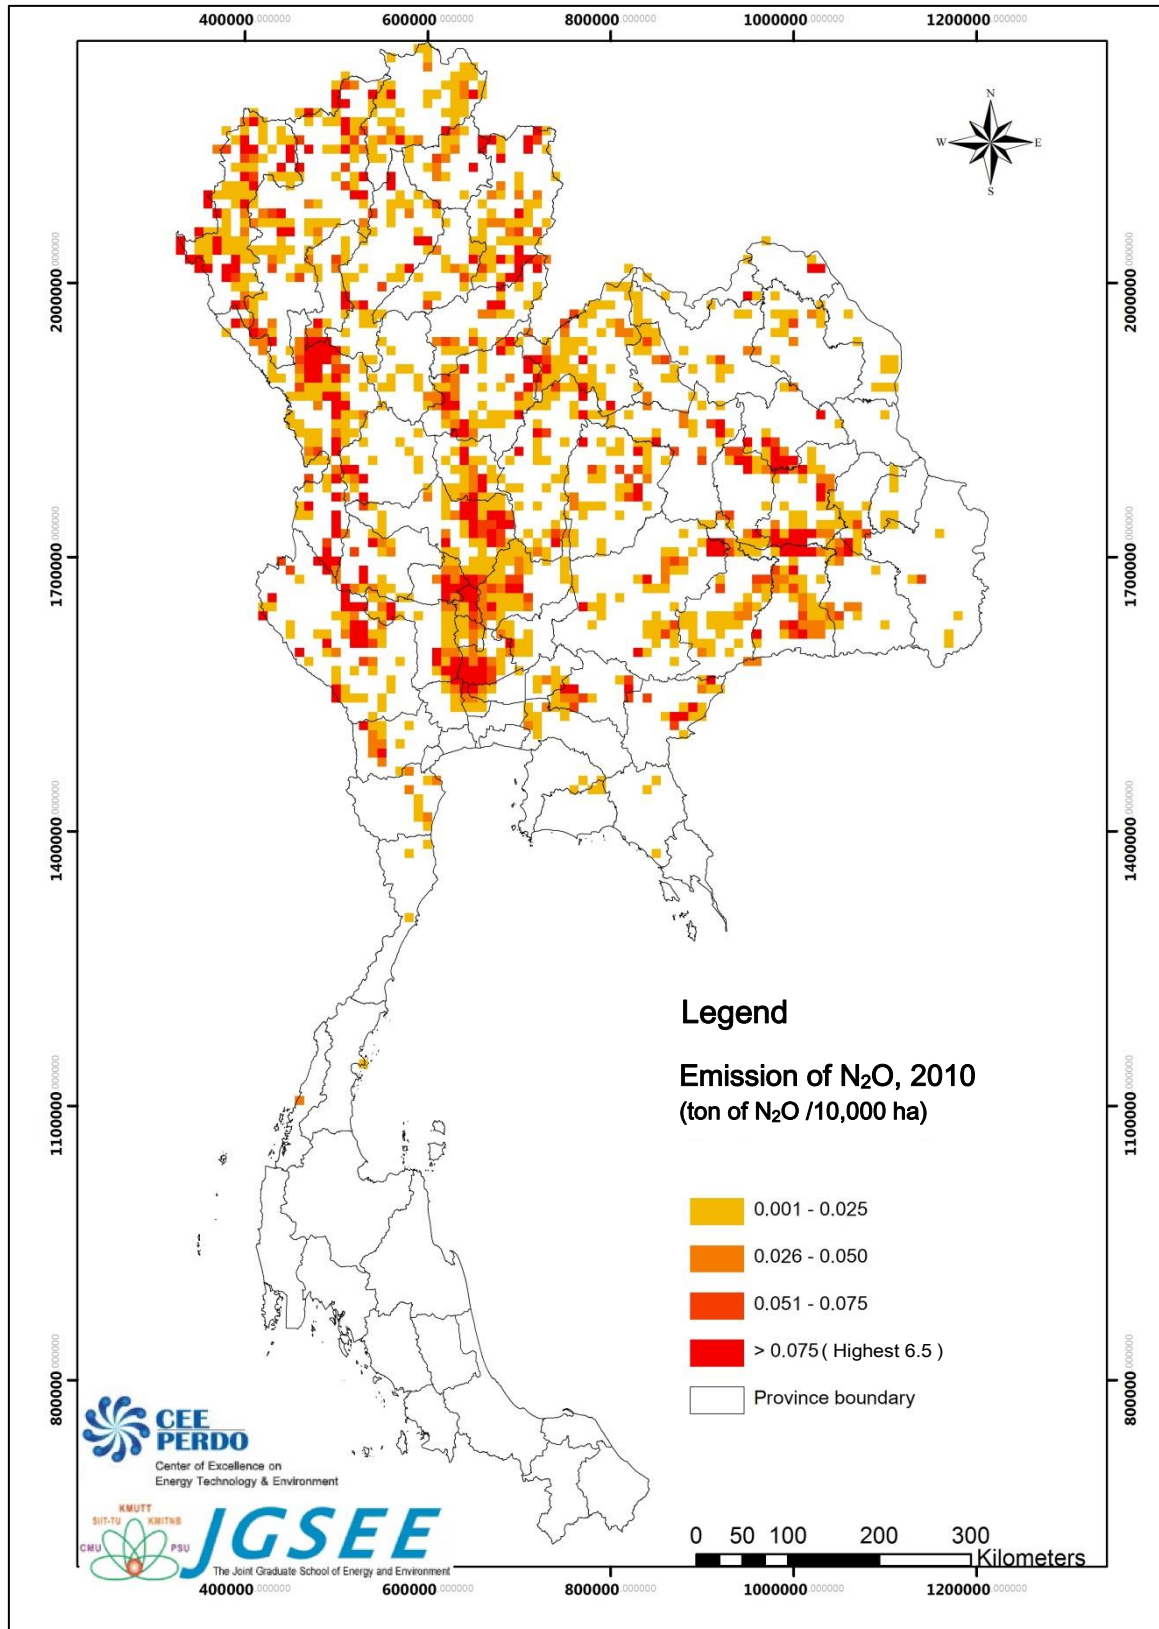 400000.000000 600000.000000 800000.000000 1000000.000000 1200000.000000
N
W E
S
2000000.000000 2000000.000000
1700000.000000 1700000.000000
1400000.000000 1400000.000000
Legend
Emission of N₂O, 2010
(ton of N₂O /10,000 ha)
1100000.000000 1100000.000000
0.001 - 0.025
0.026 - 0.050
0.051 - 0.075
> 0.075 ( Highest 6.5 )
Province boundary
800000.000000 800000.000000
CEE
PERDO
Center of Excellence on
Energy Technology & Environment
KMUTT
SIIT-TU KMITNB
CMU PSU
JGSEE
The Joint Graduate School of Energy and Environment
0 50 100 200 300
Kilometers
400000.000000 600000.000000 800000.000000 1000000.000000 1200000.000000